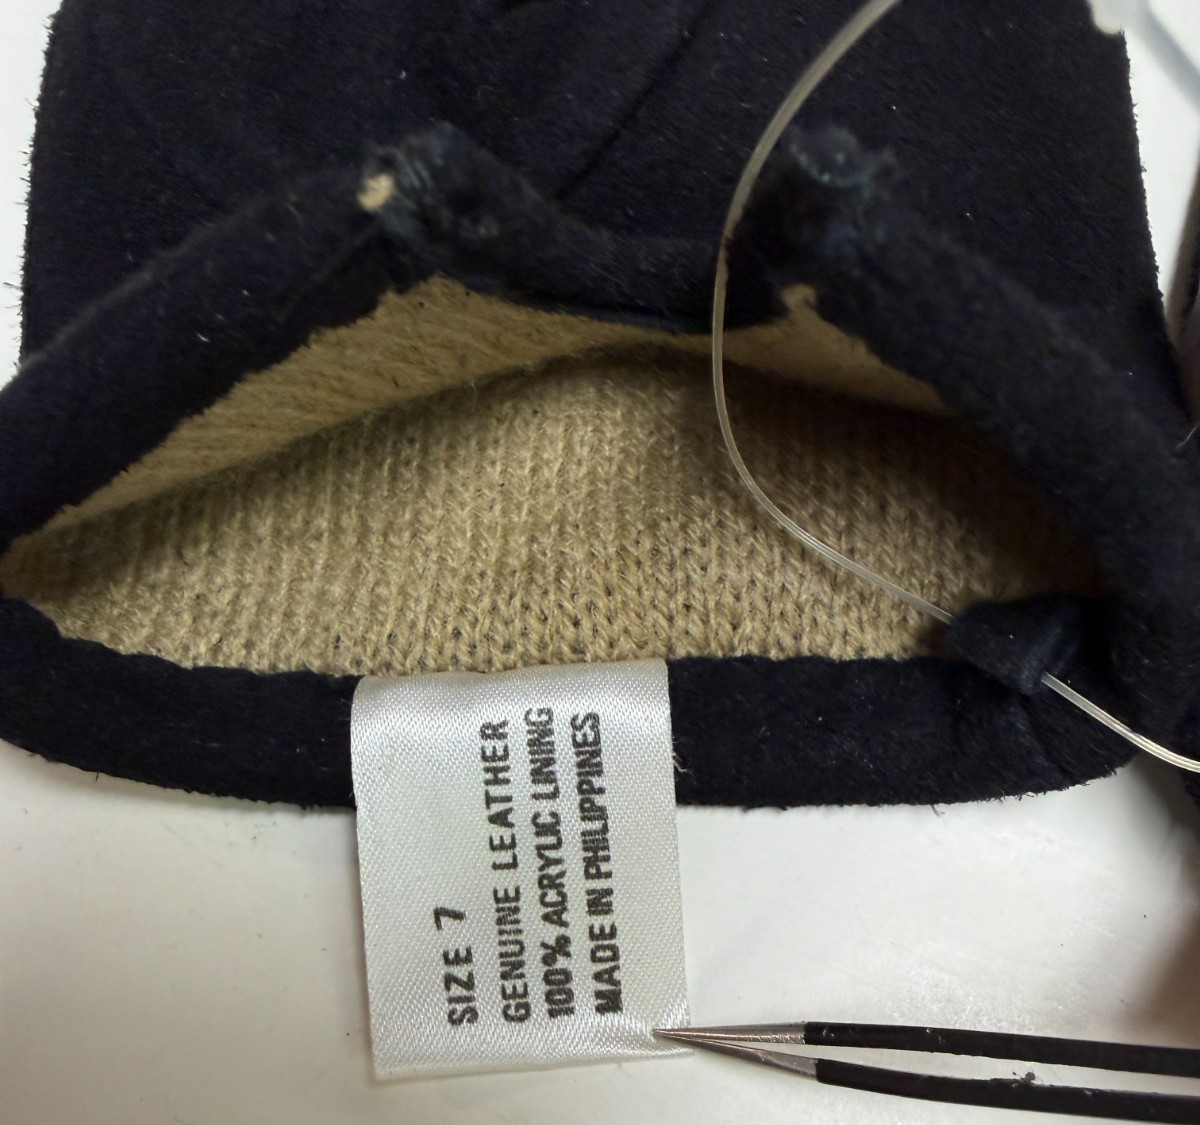 SIZE 7
GENUINE LEATHER
100% ACRYLIC LINING
MADE IN PHILIPPINES